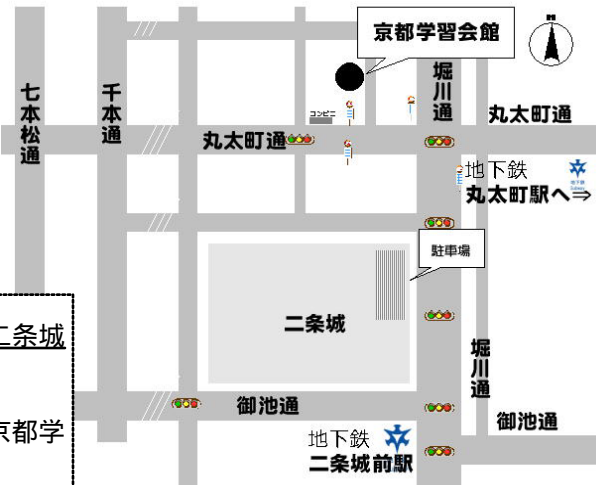 京都学習会館
N
七本松通
千本通
堀川通
コンビニ
丸太町通
丸太町通
地下鉄
丸太町駅へ⇒
駐車場
二条城
二条城
堀川通
御池通
御池通
京都学
地下鉄
二条城前駅